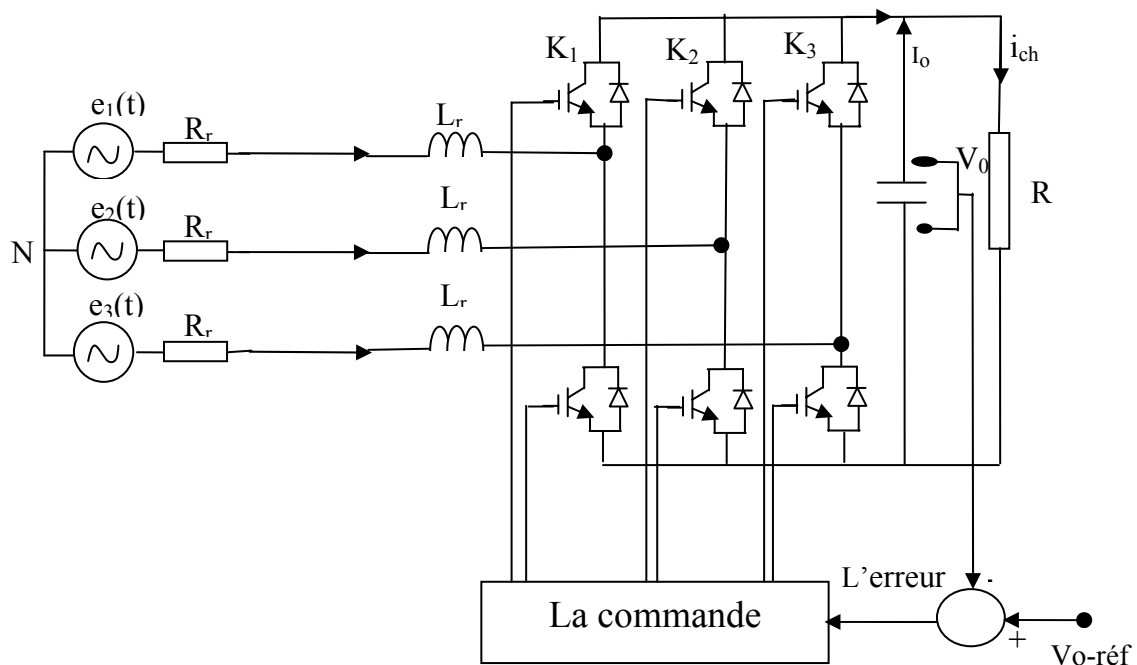 K₁
K₂
K₃
Iₒ
i_ch
e₁(t)
Rᵣ
Lᵣ
V₀
R
e₂(t)
Rᵣ
Lᵣ
N
e₃(t)
Rᵣ
Lᵣ
L'erreur
-
La commande
+
Vo-réf